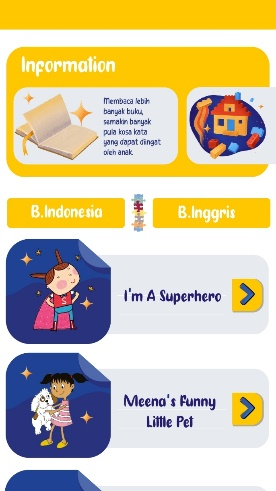 Information
Membaca lebih
banyak buku,
semakin banyak
pula kosa kata
yang dapat diingat
oleh anak.
B.Indonesia
B.Inggris
I'm A Superhero
Meena's Funny
Little Pet